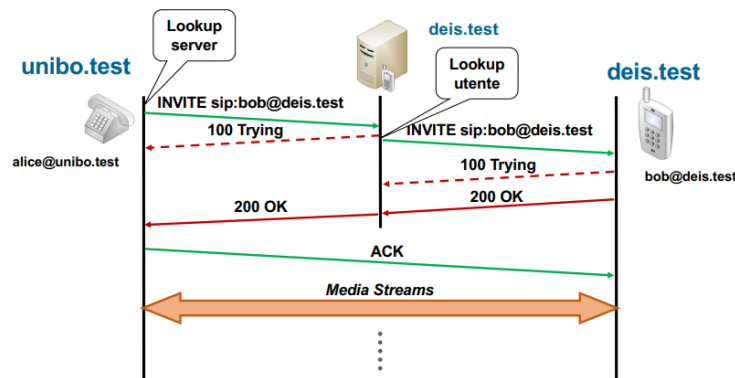 Lookup
server
deis.test
unibo.test
Lookup
utente
deis.test
INVITE sip:bob@deis.test
100 Trying
INVITE sip:bob@deis.test
alice@unibo.test
100 Trying
bob@deis.test
200 OK
200 OK
ACK
Media Streams